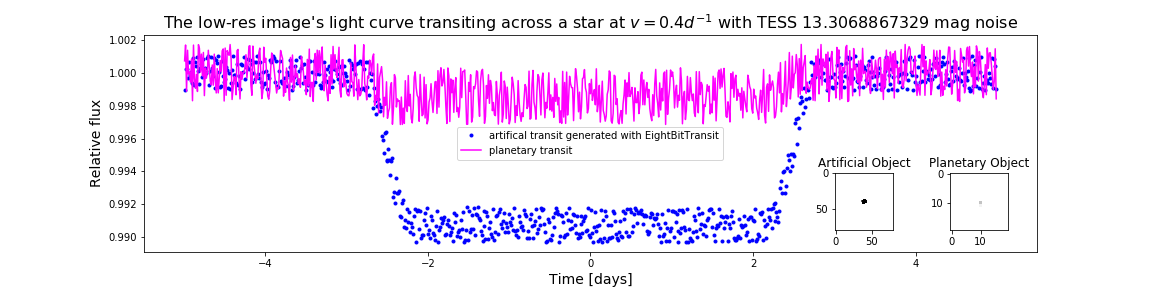 The low-res image's light curve transiting across a star at v = 0.4d⁻¹ with TESS 13.3068867329 mag noise
1.002
1.000
0.998
0.996
0.994
0.992
0.990
Relative flux
artifical transit generated with EightBitTransit
planetary transit
Artificial Object
0
50
0 50
Planetary Object
0
10
0 10
−4 −2 0 2 4
Time [days]